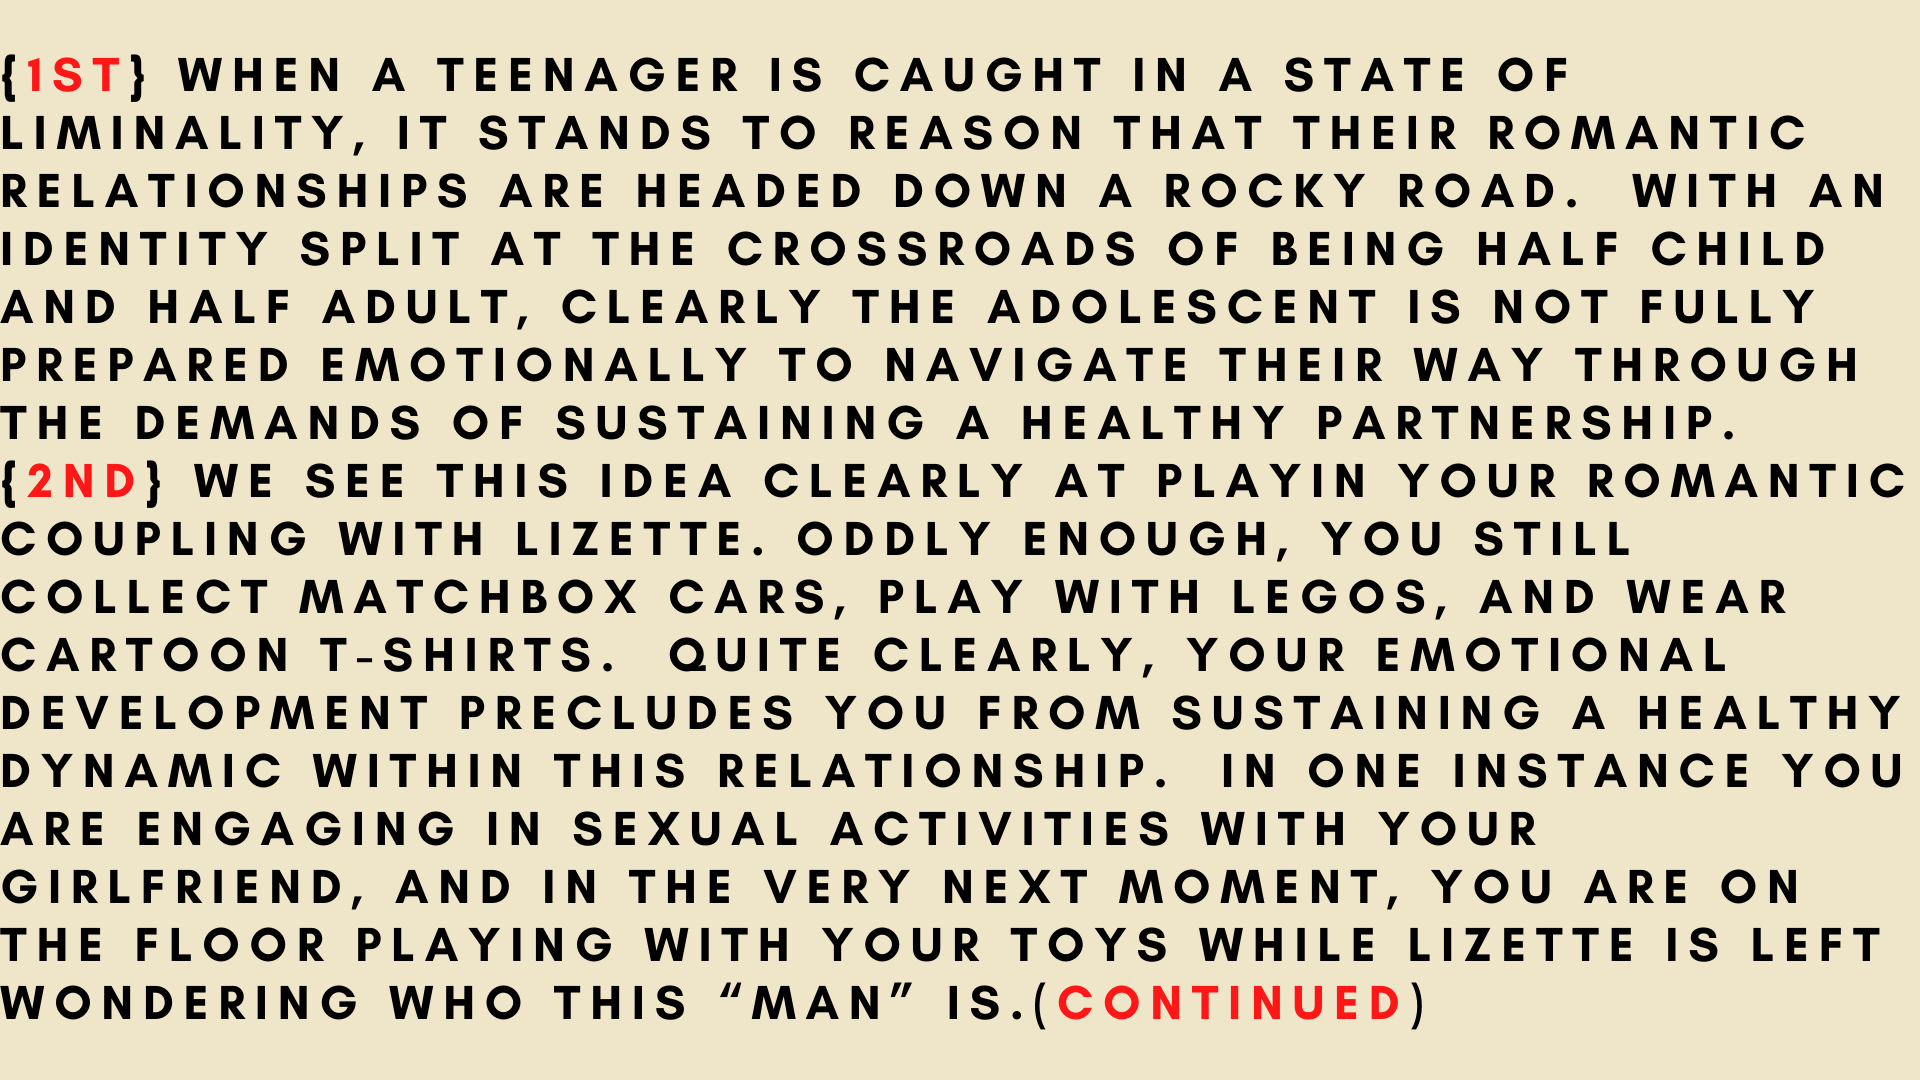 {1ST} WHEN A TEENAGER IS CAUGHT IN A STATE OF
LIMINALITY, IT STANDS TO REASON THAT THEIR ROMANTIC
RELATIONSHIPS ARE HEADED DOWN A ROCKY ROAD.  WITH AN
IDENTITY SPLIT AT THE CROSSROADS OF BEING HALF CHILD
AND HALF ADULT, CLEARLY THE ADOLESCENT IS NOT FULLY
PREPARED EMOTIONALLY TO NAVIGATE THEIR WAY THROUGH
THE DEMANDS OF SUSTAINING A HEALTHY PARTNERSHIP.
{2ND} WE SEE THIS IDEA CLEARLY AT PLAYIN YOUR ROMANTIC
COUPLING WITH LIZETTE. ODDLY ENOUGH, YOU STILL
COLLECT MATCHBOX CARS, PLAY WITH LEGOS, AND WEAR
CARTOON T-SHIRTS.  QUITE CLEARLY, YOUR EMOTIONAL
DEVELOPMENT PRECLUDES YOU FROM SUSTAINING A HEALTHY
DYNAMIC WITHIN THIS RELATIONSHIP.  IN ONE INSTANCE YOU
ARE ENGAGING IN SEXUAL ACTIVITIES WITH YOUR
GIRLFRIEND, AND IN THE VERY NEXT MOMENT, YOU ARE ON
THE FLOOR PLAYING WITH YOUR TOYS WHILE LIZETTE IS LEFT
WONDERING WHO THIS “MAN” IS.(CONTINUED)